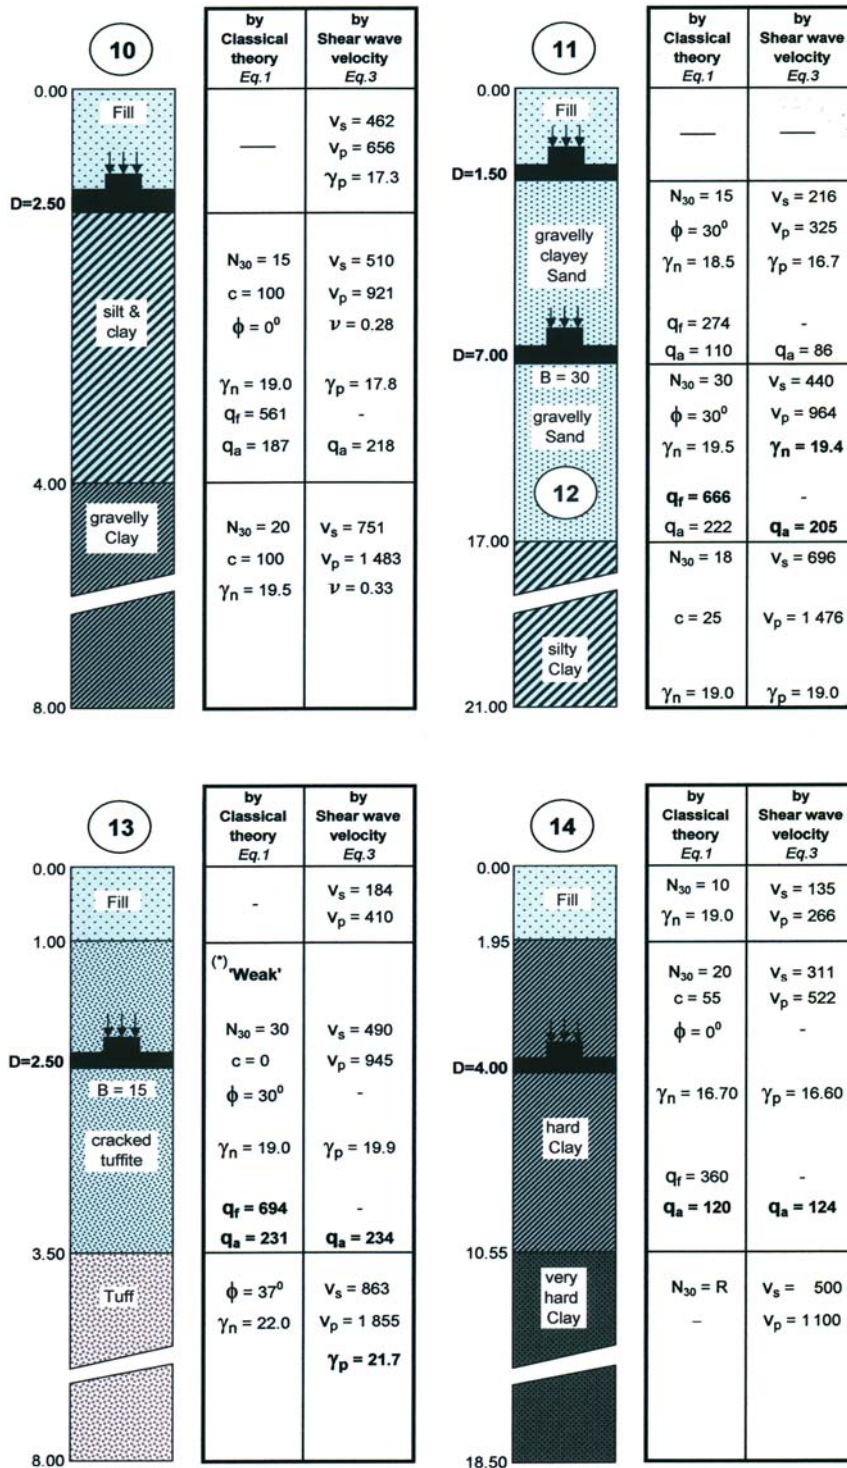 10
by
Classical
theory
Eq.1
by
Shear wave
velocity
Eq.3
0.00
Fill
D=2.50
silt &
clay
4.00
gravelly
Clay
8.00
—
Vs = 462
Vp = 656
γp = 17.3
N30 = 15
c = 100
ϕ = 0⁰
γn = 19.0
qf = 561
qa = 187
Vs = 510
Vp = 921
ν = 0.28
γp = 17.8
-
qa = 218
N30 = 20
c = 100
γn = 19.5
Vs = 751
Vp = 1 483
ν = 0.33
11
by
Classical
theory
Eq.1
by
Shear wave
velocity
Eq.3
0.00
Fill
D=1.50
gravelly
clayey
Sand
D=7.00
B = 30
gravelly
Sand
12
17.00
silty
Clay
21.00
—
—
N30 = 15
ϕ = 30⁰
γn = 18.5
qf = 274
qa = 110
Vs = 216
Vp = 325
γp = 16.7
-
qa = 86
N30 = 30
ϕ = 30⁰
γn = 19.5
qf = 666
qa = 222
Vs = 440
Vp = 964
γn = 19.4
-
qa = 205
N30 = 18
c = 25
γn = 19.0
Vs = 696
Vp = 1 476
γp = 19.0
13
by
Classical
theory
Eq.1
by
Shear wave
velocity
Eq.3
0.00
Fill
1.00
D=2.50
B = 15
cracked
tuffite
3.50
Tuff
8.00
-
Vs = 184
Vp = 410
(*) 'Weak'
N30 = 30
c = 0
ϕ = 30⁰
γn = 19.0
qf = 694
qa = 231
Vs = 490
Vp = 945
-
γp = 19.9
-
qa = 234
ϕ = 37⁰
γn = 22.0
Vs = 863
Vp = 1 855
γp = 21.7
14
by
Classical
theory
Eq.1
by
Shear wave
velocity
Eq.3
0.00
Fill
1.95
D=4.00
hard
Clay
10.55
very
hard
Clay
18.50
N30 = 10
γn = 19.0
Vs = 135
Vp = 266
N30 = 20
c = 55
ϕ = 0⁰
γn = 16.70
qf = 360
qa = 120
Vs = 311
Vp = 522
-
γp = 16.60
-
qa = 124
N30 = R
–
Vs = 500
Vp = 1100